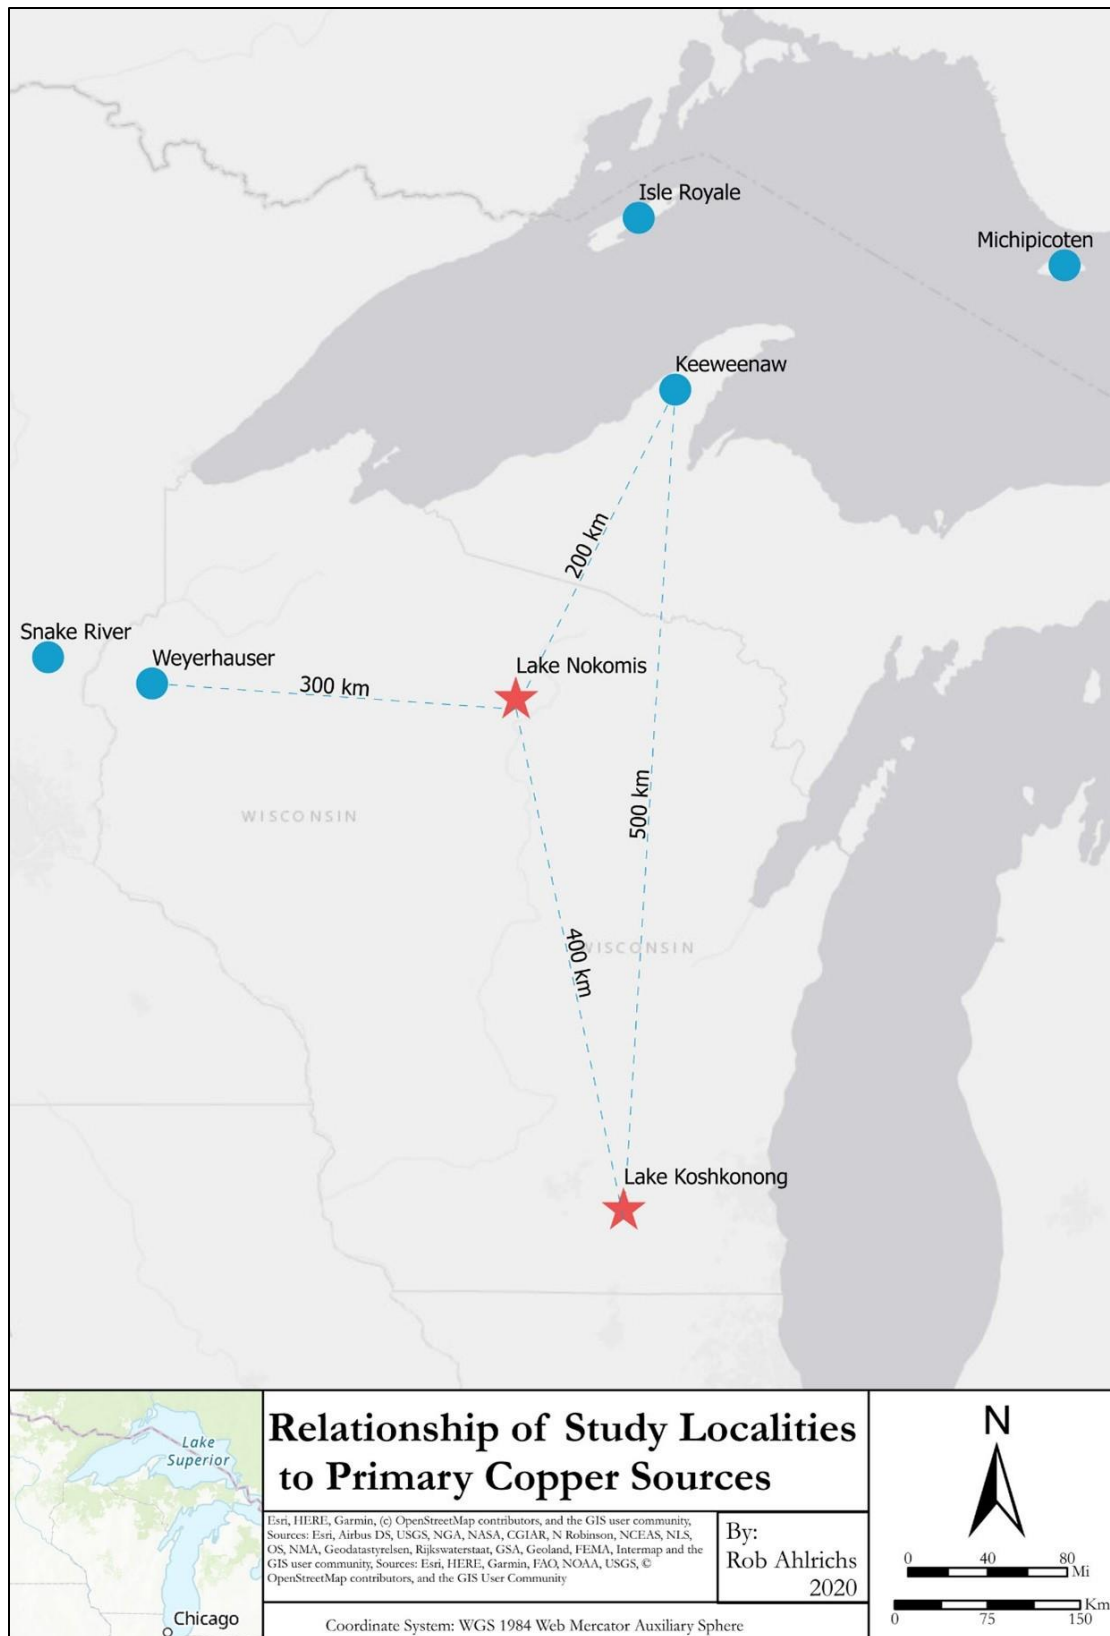 Isle Royale
Michipicoten
Keeweenaw
200 km
Snake River
Weyerhauser
Lake Nokomis
300 km
500 km
WISCONSIN
400 km
WISCONSIN
Lake Koshkonong
Lake
Superior
Chicago
Relationship of Study Localities
to Primary Copper Sources
Esri, HERE, Garmin, (c) OpenStreetMap contributors, and the GIS user community,
Sources: Esri, Airbus DS, USGS, NGA, NASA, CGIAR, N Robinson, NCEAS, NLS,
OS, NMA, Geodatastyrelsen, Rijkswaterstaat, GSA, Geoland, FEMA, Intermap and the
GIS user community, Sources: Esri, HERE, Garmin, FAO, NOAA, USGS, ©
OpenStreetMap contributors, and the GIS User Community
By:
Rob Ahlrichs
2020
Coordinate System: WGS 1984 Web Mercator Auxiliary Sphere
N
0 40 80
Mi
Km
0 75 150